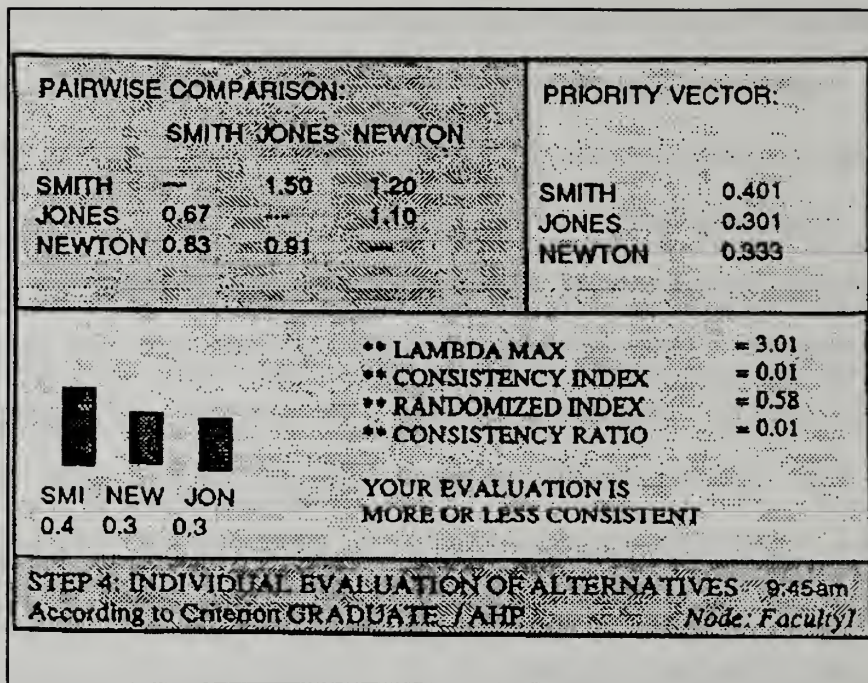 PAIRWISE COMPARISON:
SMITH JONES NEWTON
SMITH — 1.50 1.20
JONES 0.67 --- 1.10
NEWTON 0.83 0.91 —
PRIORITY VECTOR:
SMITH 0.401
JONES 0.301
NEWTON 0.333
** LAMBDA MAX = 3.01
** CONSISTENCY INDEX = 0.01
** RANDOMIZED INDEX = 0.58
** CONSISTENCY RATIO = 0.01
SMI NEW JON
0.4 0.3 0.3
YOUR EVALUATION IS
MORE OR LESS CONSISTENT
STEP 4: INDIVIDUAL EVALUATION OF ALTERNATIVES 9:45am
According to Criterion GRADUATE / AHP Node: Faculty1